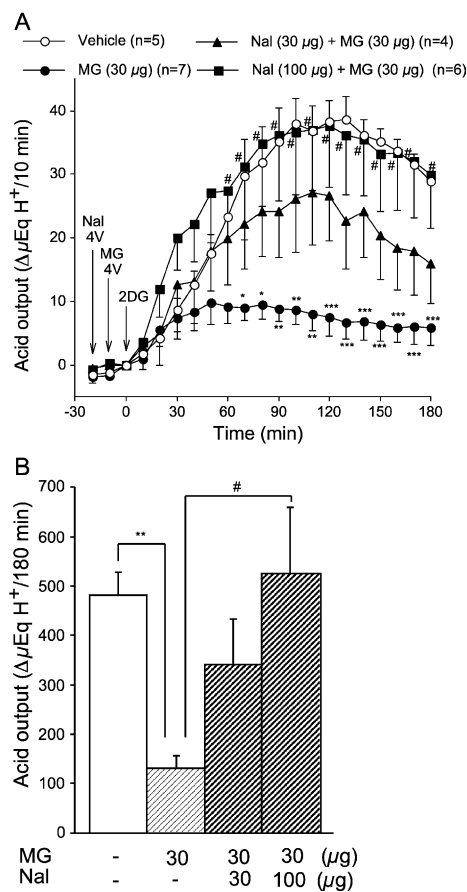 A
Vehicle (n=5)
Nal (30 µg) + MG (30 µg) (n=4)
MG (30 µg) (n=7)
Nal (100 µg) + MG (30 µg) (n=6)
Acid output (ΔµEq H+/10 min)
40
30
20
10
0
Nal
4V
MG
4V
2DG
# # # # # # # # # # # # #
* * ** ** ** *** *** *** *** *** *** ***
-30 0 30 60 90 120 150 180
Time (min)
B
Acid output (ΔµEq H+/180 min)
700
600
500
400
300
200
100
0
**
#
MG - 30 30 30 (µg)
Nal - - 30 100 (µg)